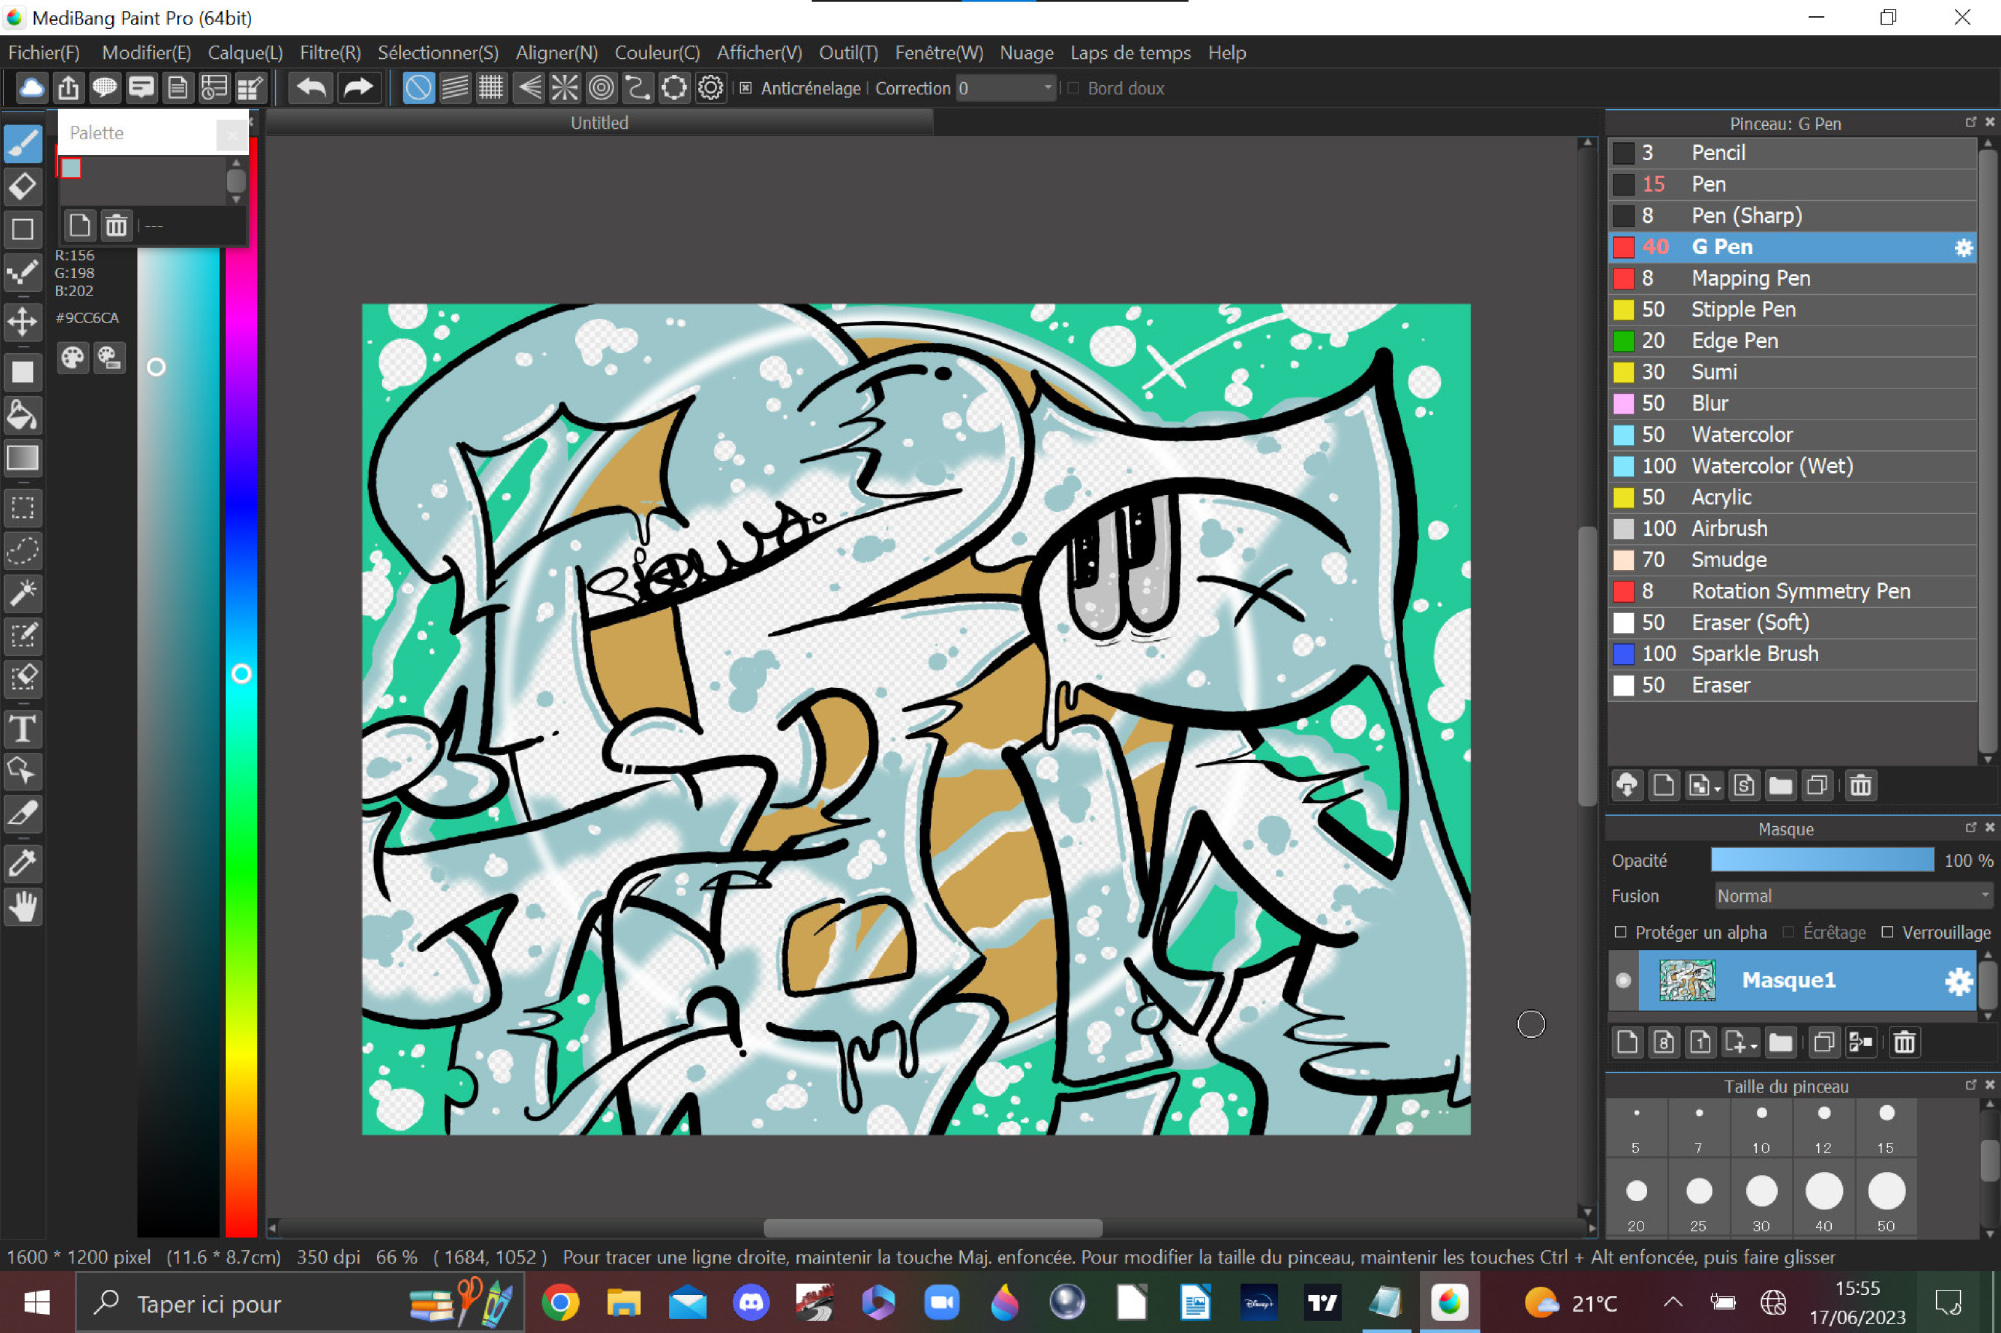 MediBang Paint Pro (64bit)
Fichier(F) Modifier(E) Calque(L) Filtre(R) Sélectionner(S) Aligner(N) Couleur(C) Afficher(V) Outil(T) Fenêtre(W) Nuage Laps de temps Help
Anticrénelage Correction 0 Bord doux
Palette
---
R:156
G:198
B:202
#9CC6CA
Untitled
Pinceau: G Pen
3 Pencil
15 Pen
8 Pen (Sharp)
40 G Pen
8 Mapping Pen
50 Stipple Pen
20 Edge Pen
30 Sumi
50 Blur
50 Watercolor
100 Watercolor (Wet)
50 Acrylic
100 Airbrush
70 Smudge
8 Rotation Symmetry Pen
50 Eraser (Soft)
100 Sparkle Brush
50 Eraser
Masque
Opacité 100 %
Fusion Normal
Protéger un alpha Écrêtage Verrouillage
Masque1
Taille du pinceau
5 7 10 12 15
20 25 30 40 50
1600 * 1200 pixel (11.6 * 8.7cm) 350 dpi 66 % ( 1684, 1052 ) Pour tracer une ligne droite, maintenir la touche Maj. enfoncée. Pour modifier la taille du pinceau, maintenir les touches Ctrl + Alt enfoncée, puis faire glisser
Taper ici pour
Disney+
21°C
15:55
17/06/2023